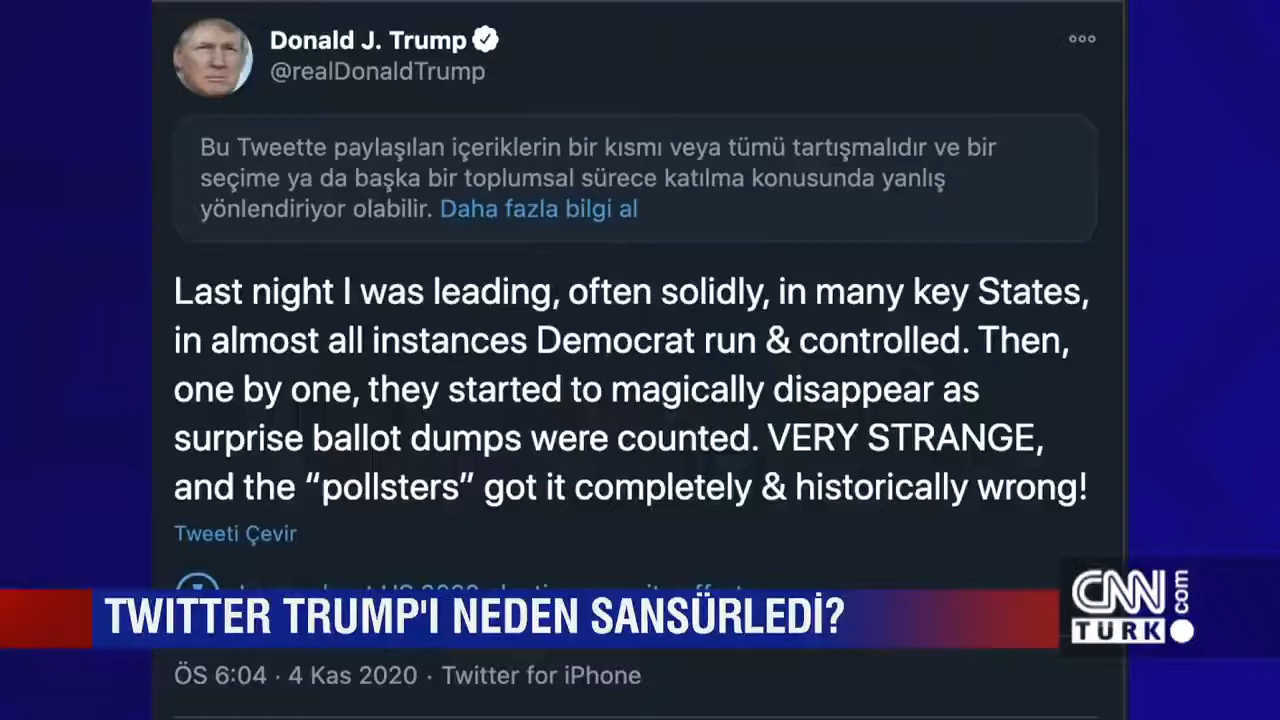 Donald J. Trump
@realDonaldTrump
Bu Tweette paylaşılan içeriklerin bir kısmı veya tümü tartışmalıdır ve bir
seçime ya da başka bir toplumsal sürece katılma konusunda yanlış
yönlendiriyor olabilir. Daha fazla bilgi al
Last night I was leading, often solidly, in many key States,
in almost all instances Democrat run & controlled. Then,
one by one, they started to magically disappear as
surprise ballot dumps were counted. VERY STRANGE,
and the “pollsters” got it completely & historically wrong!
Tweeti Çevir
TWITTER TRUMP'I NEDEN SANSÜRLEDİ?
CNN
TURK
.com
ÖS 6:04 · 4 Kas 2020 · Twitter for iPhone